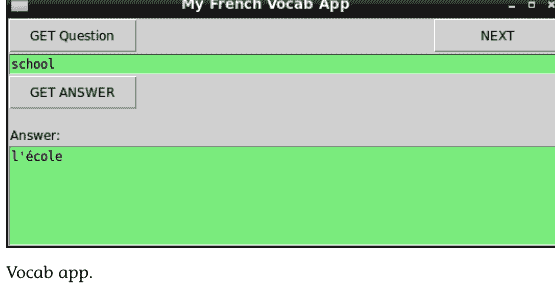 My French Vocab App
GET Question NEXT
school
GET ANSWER
Answer:
l'école
Vocab app.